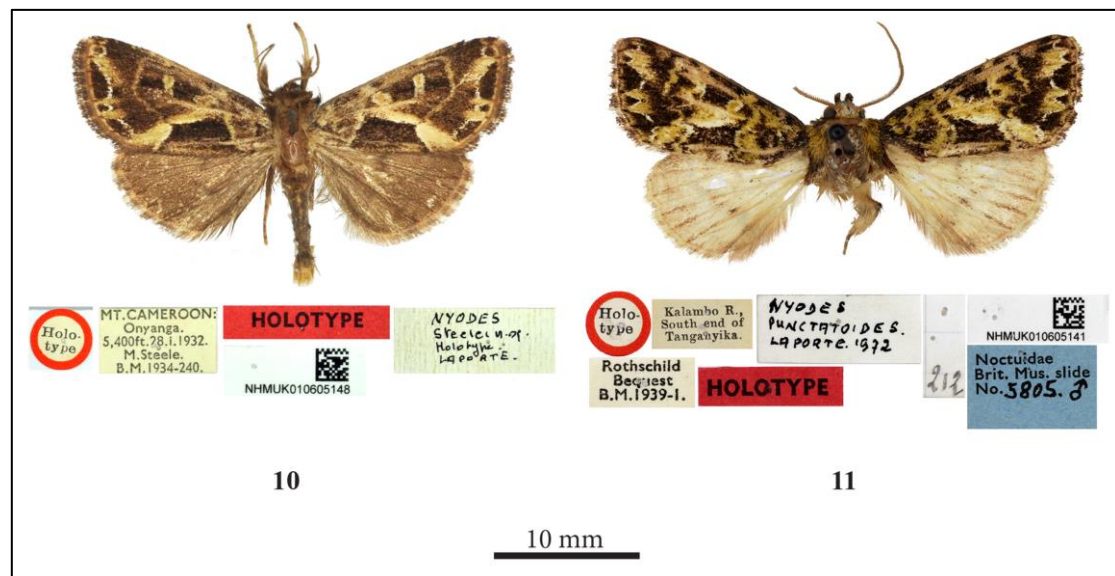 Holo-
type
MT. CAMEROON:
Onyanga.
5,400ft. 28.i.1932.
M. Steele.
B.M.1934-240.
HOLOTYPE
NHMUK010605148
NYODES
Steelei n.sp.
Holotype.
LAPORTE.
10
Holo-
type
Kalambo R.,
South end of
Tanganyika.
NYODES
PUNCTATOIDES.
LAPORTE. 1972
212
NHMUK010605141
Rothschild
Bequest
B.M.1939-1.
HOLOTYPE
Noctuidae
Brit. Mus. slide
No. 5805. ♂
11
10 mm